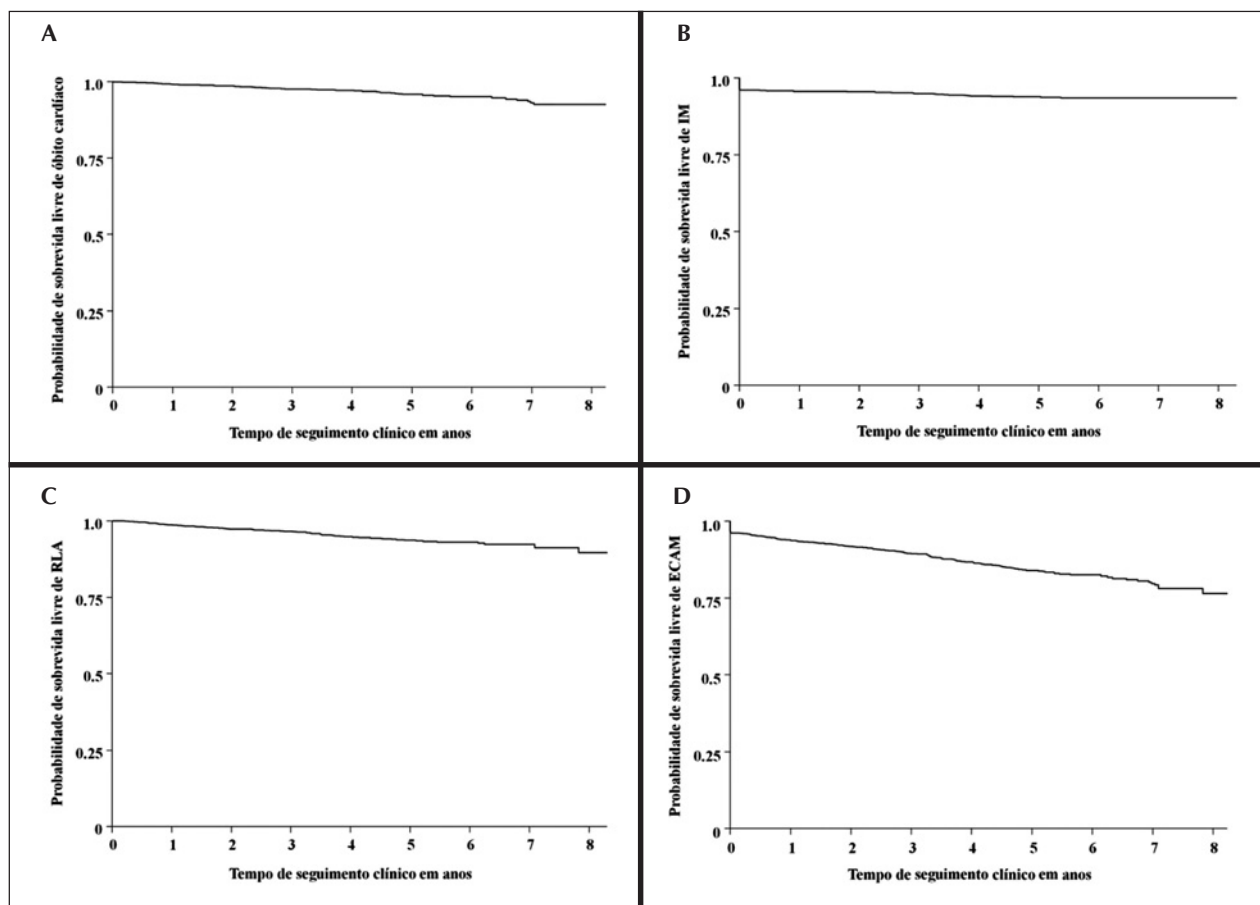 A
Probabilidade de sobrevida livre de óbito cardíaco
1.0
0.75
0.5
0.25
0
0 1 2 3 4 5 6 7 8
Tempo de seguimento clínico em anos
B
Probabilidade de sobrevida livre de IM
1.0
0.75
0.5
0.25
0
0 1 2 3 4 5 6 7 8
Tempo de seguimento clínico em anos
C
Probabilidade de sobrevida livre de RLA
1.0
0.75
0.5
0.25
0
0 1 2 3 4 5 6 7 8
Tempo de seguimento clínico em anos
D
Probabilidade de sobrevida livre de ECAM
1.0
0.75
0.5
0.25
0
0 1 2 3 4 5 6 7 8
Tempo de seguimento clínico em anos